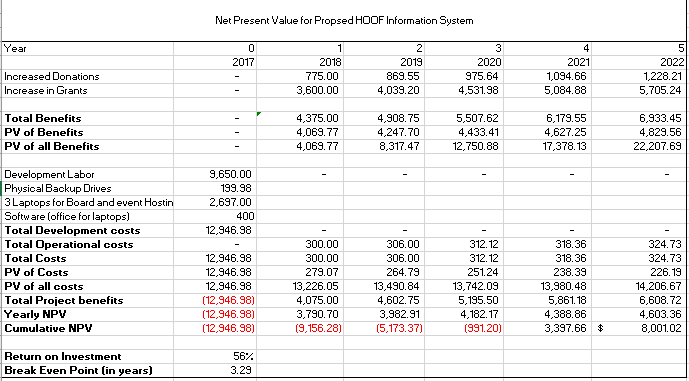 Net Present Value for Propsed HOOF Information System
Year 0 1 2 3 4 5
2017 2018 2019 2020 2021 2022
Increased Donations - 775.00 869.55 975.64 1,094.66 1,228.21
Increase in Grants - 3,600.00 4,039.20 4,531.98 5,084.88 5,705.24
Total Benefits - 4,375.00 4,908.75 5,507.62 6,179.55 6,933.45
PV of Benefits - 4,069.77 4,247.70 4,433.41 4,627.25 4,829.56
PV of all Benefits - 4,069.77 8,317.47 12,750.88 17,378.13 22,207.69
Development Labor 9,650.00 - - - - -
Physical Backup Drives 199.98
3 Laptops for Board and event Hostin 2,697.00
Software (office for laptops) 400
Total Development costs 12,946.98 - - - - -
Total Operational costs - 300.00 306.00 312.12 318.36 324.73
Total Costs 12,946.98 300.00 306.00 312.12 318.36 324.73
PV of Costs 12,946.98 279.07 264.79 251.24 238.39 226.19
PV of all costs 12,946.98 13,226.05 13,490.84 13,742.09 13,980.48 14,206.67
Total Project benefits (12,946.98) 4,075.00 4,602.75 5,195.50 5,861.18 6,608.72
Yearly NPV (12,946.98) 3,790.70 3,982.91 4,182.17 4,388.86 4,603.36
Cumulative NPV (12,946.98) (9,156.28) (5,173.37) (991.20) 3,397.66 $ 8,001.02
Return on Investment 56%
Break Even Point (in years) 3.29